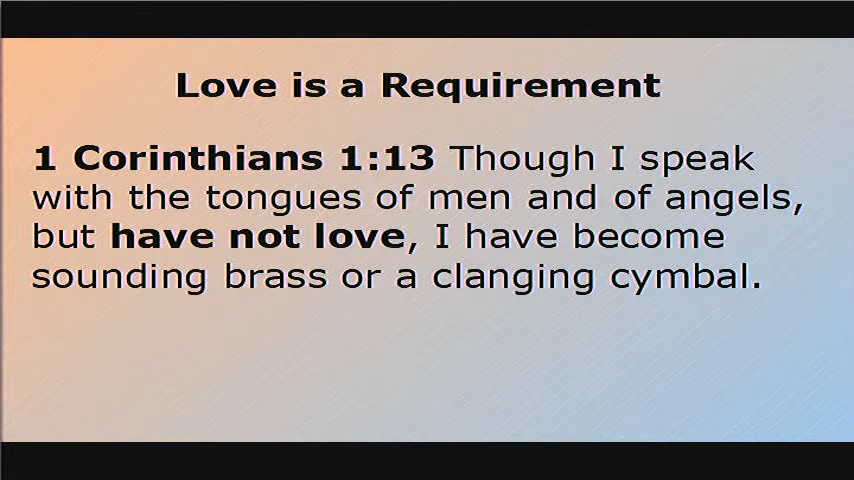 Love is a Requirement
1 Corinthians 1:13 Though I speak
with the tongues of men and of angels,
but have not love, I have become
sounding brass or a clanging cymbal.